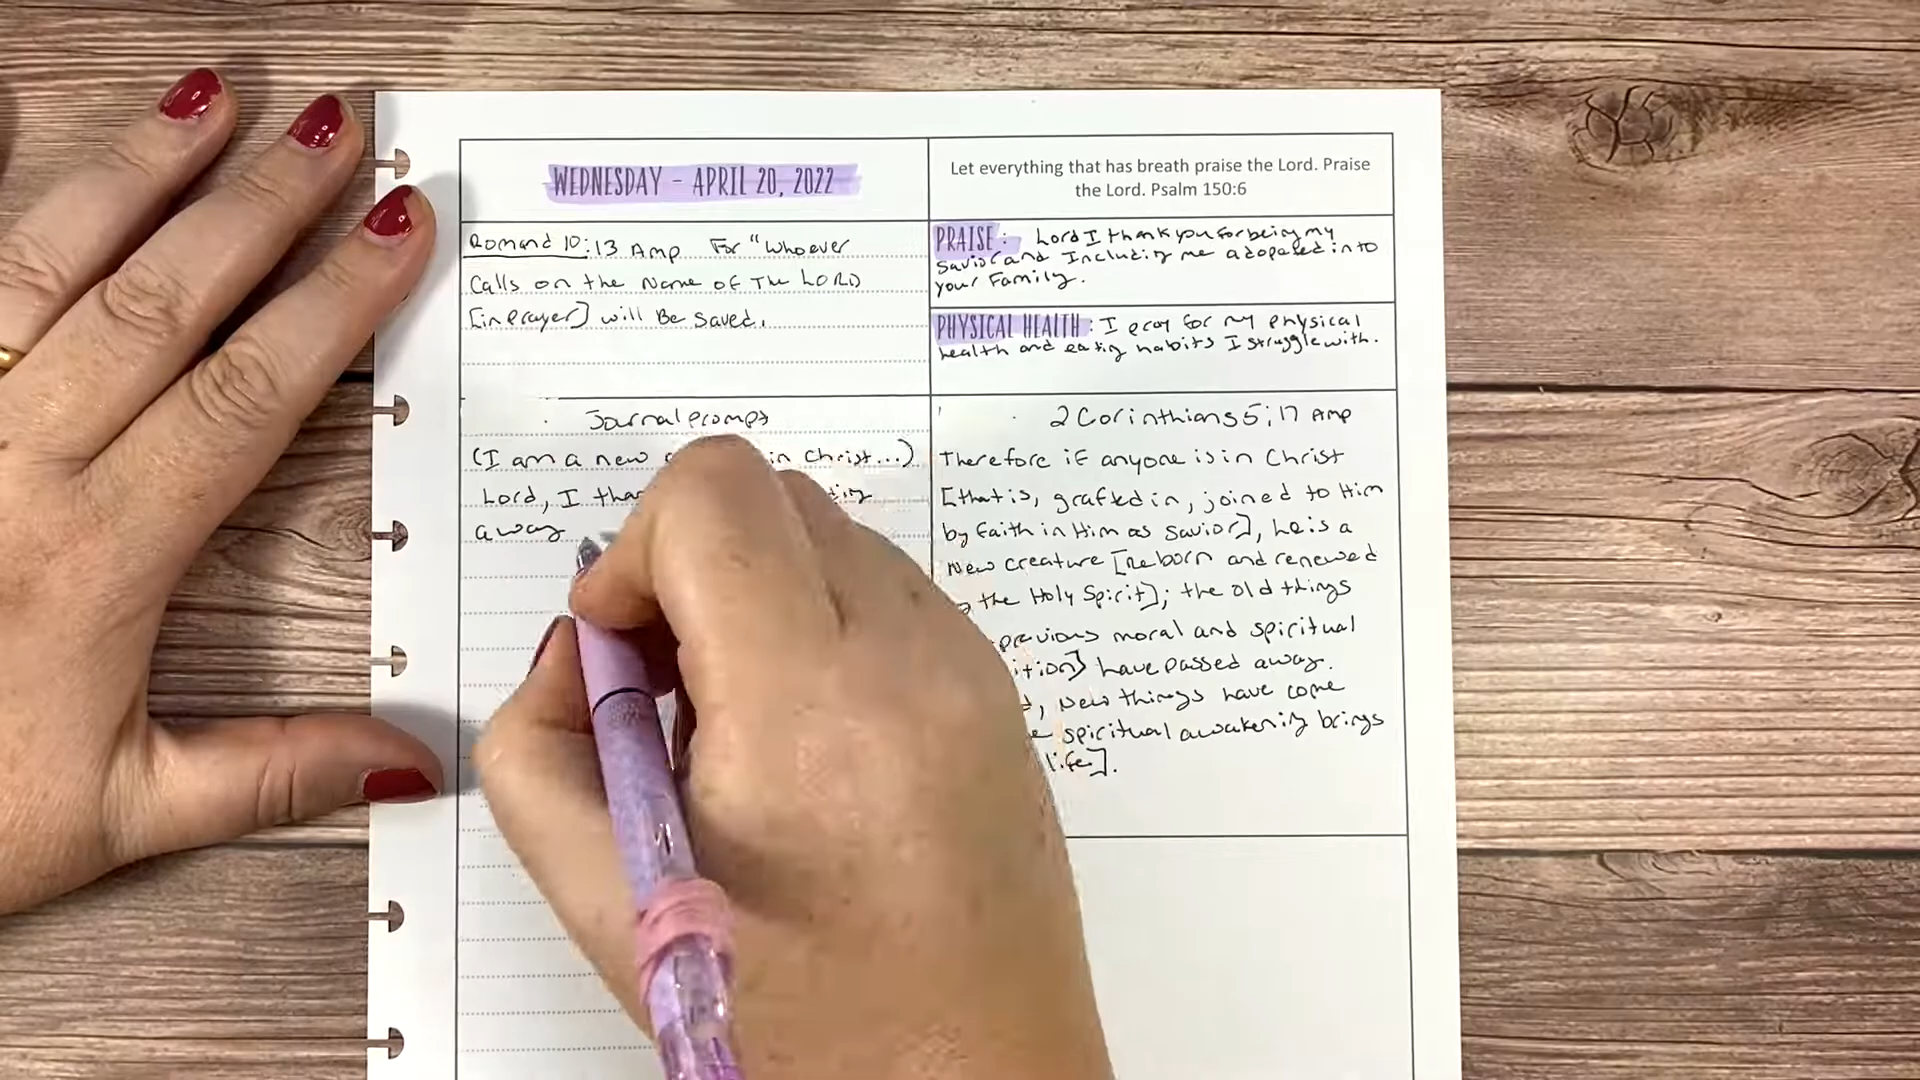 WEDNESDAY - APRIL 20, 2022
Let everything that has breath praise the Lord. Praise
the Lord. Psalm 150:6
Romand 10:13 Amp For "Whoever
Calls on the Name of The LORD
[in Prayer] will Be Saved.
PRAISE: Lord I thank you for being my
Savior and Including me adopated into
your Family.
PHYSICAL HEALTH: I pray for my physical
health and eating habits I struggle with.
Journal prompt
(I am a new in Christ...)
Lord, I
away
2 Corinthians 5:17 Amp
Therefore if anyone is in Christ
[that is, grafted in, joined to Him
by Faith in Him as Savior], he is a
New creature [Reborn and renewed
the Holy Spirit]; the old things
previous moral and spiritual
have passed away.
New things have come
spiritual awakening brings
life].